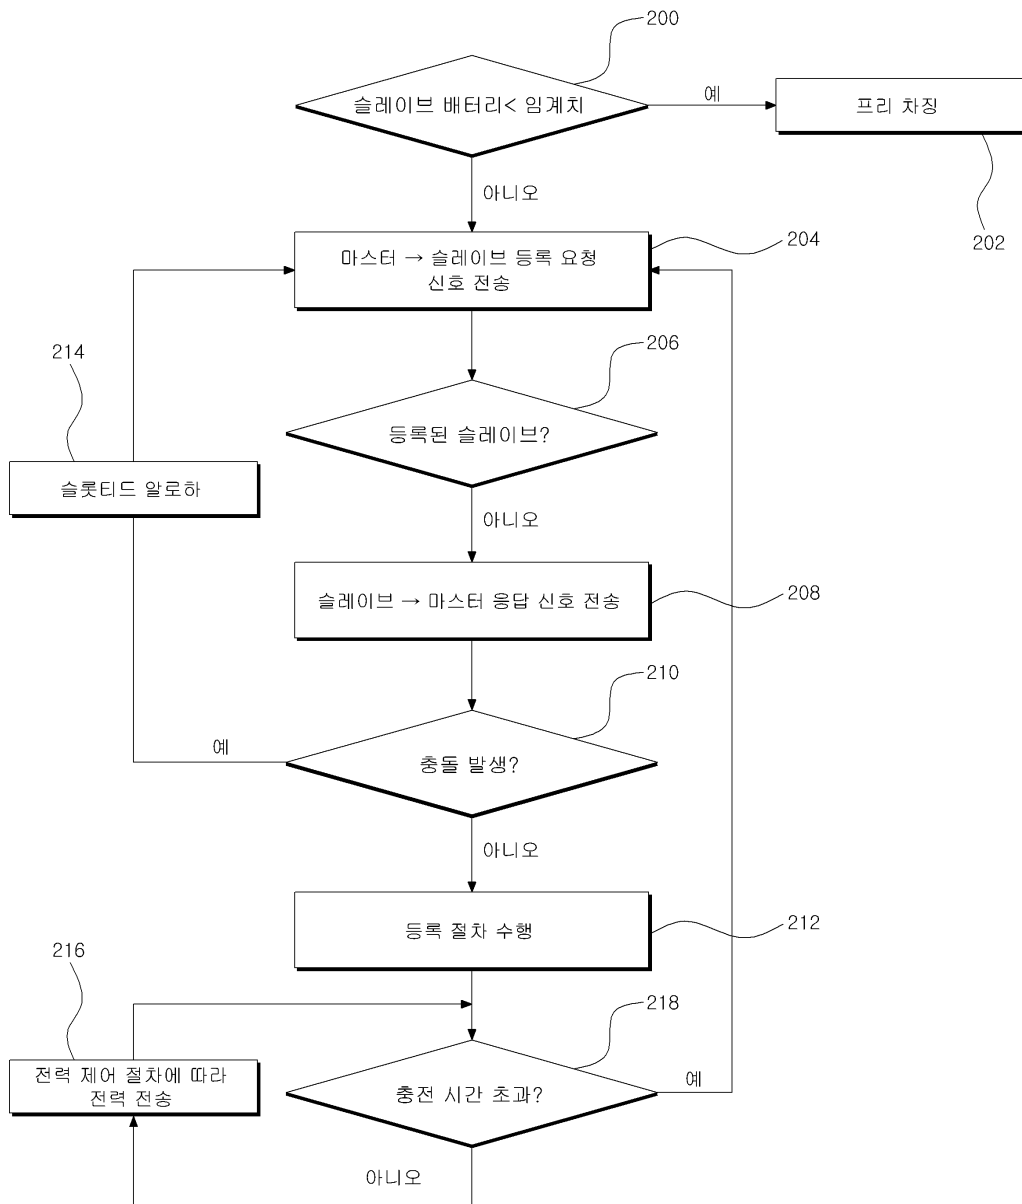 200
슬레이브 배터리< 임계치
예
프리 차징
아니오
202
마스터 → 슬레이브 등록 요청
신호 전송
204
206
214
등록된 슬레이브?
슬롯티드 알로하
아니오
슬레이브 → 마스터 응답 신호 전송
208
210
예
충돌 발생?
아니오
등록 절차 수행
212
216
218
전력 제어 절차에 따라
전력 전송
충전 시간 초과?
예
아니오